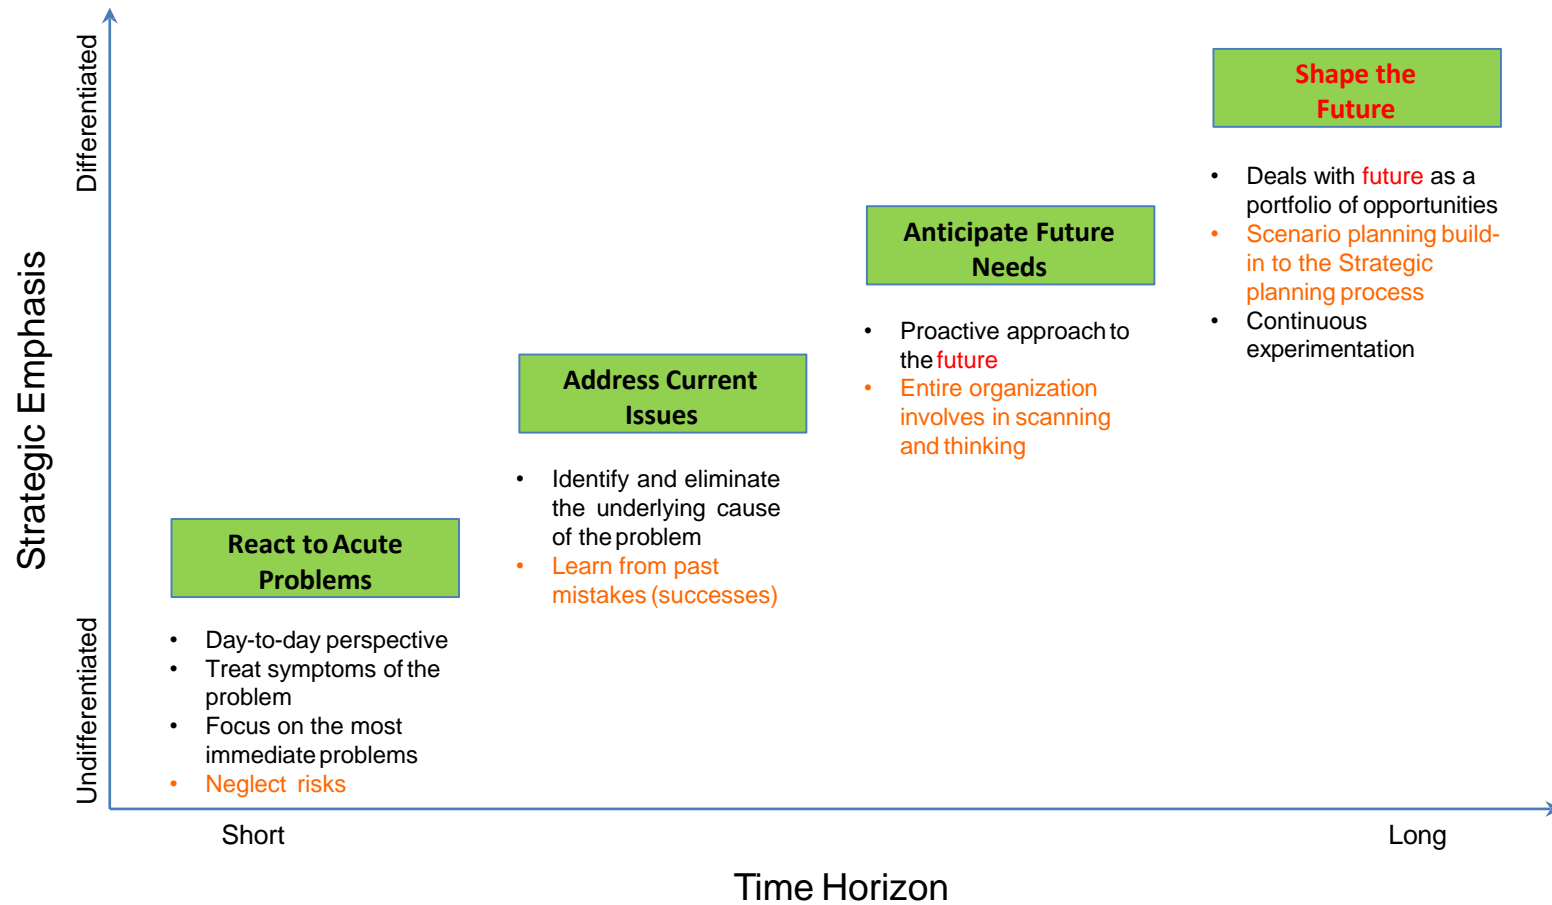 Differentiated
Strategic Emphasis
Undifferentiated
Shape the
Future
• Deals with future as a
portfolio of opportunities
• Scenario planning build-
in to the Strategic
planning process
• Continuous
experimentation
Anticipate Future
Needs
• Proactive approach to
the future
• Entire organization
involves in scanning
and thinking
Address Current
Issues
• Identify and eliminate
the underlying cause
of the problem
• Learn from past
mistakes (successes)
React to Acute
Problems
• Day-to-day perspective
• Treat symptoms of the
problem
• Focus on the most
immediate problems
• Neglect risks
Short
Long
Time Horizon